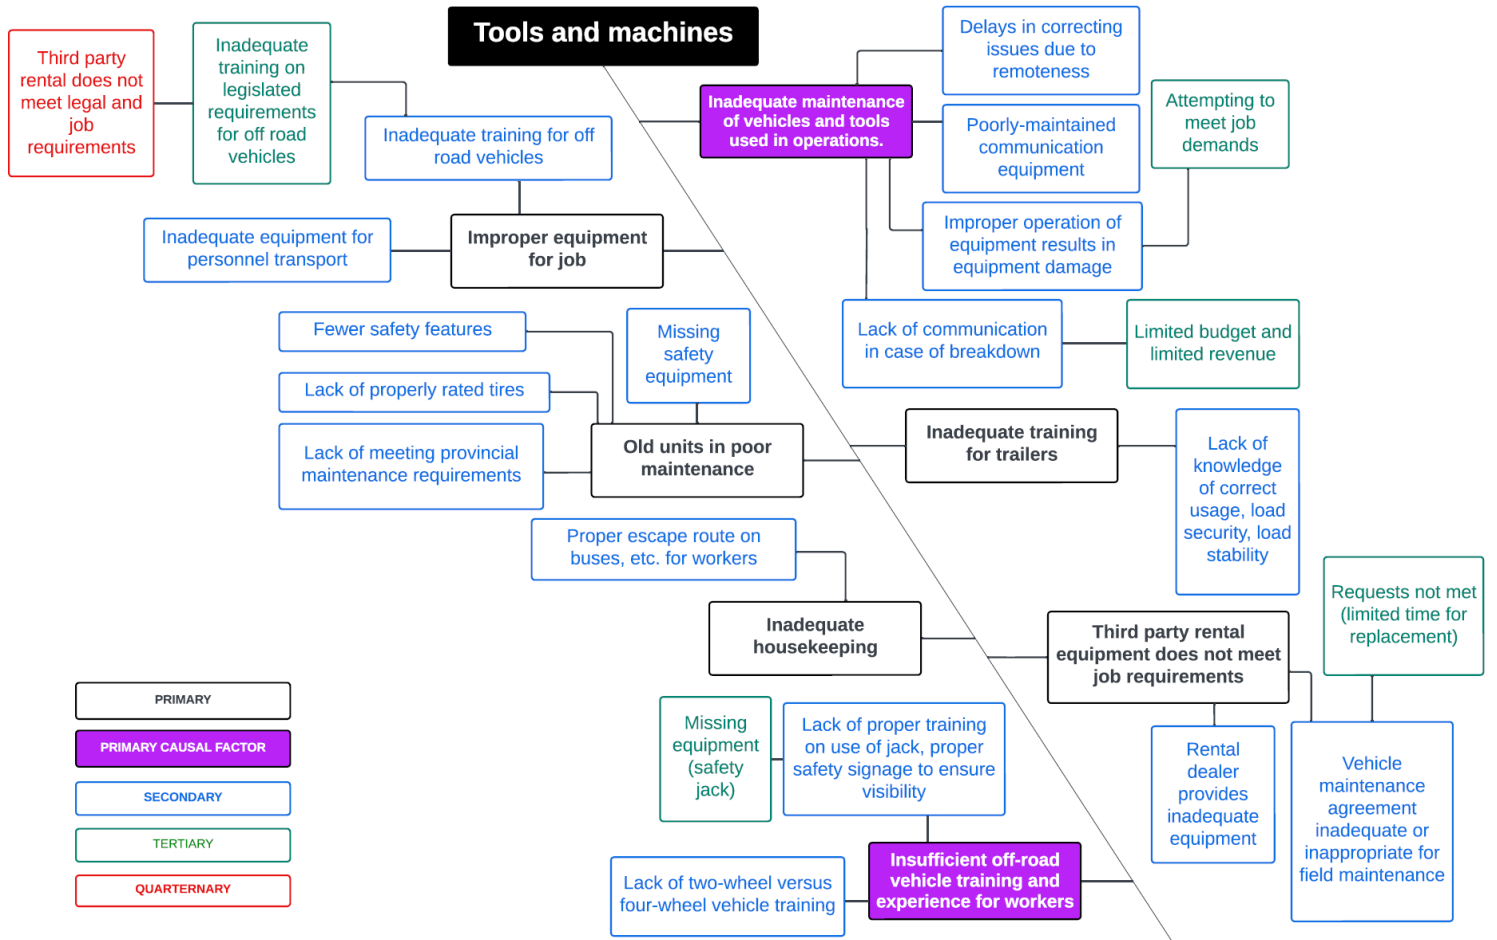 Tools and machines
Third party
rental does not
meet legal and
job
requirements
Inadequate
training on
legislated
requirements
for off road
vehicles
Inadequate training for off
road vehicles
Inadequate equipment for
personnel transport
Improper equipment
for job
Inadequate maintenance
of vehicles and tools
used in operations.
Delays in correcting
issues due to
remoteness
Poorly-maintained
communication
equipment
Attempting to
meet job
demands
Improper operation of
equipment results in
equipment damage
Lack of communication
in case of breakdown
Limited budget and
limited revenue
Fewer safety features
Missing
safety
equipment
Lack of properly rated tires
Lack of meeting provincial
maintenance requirements
Old units in poor
maintenance
Inadequate training
for trailers
Lack of
knowledge
of correct
usage, load
security, load
stability
Proper escape route on
buses, etc. for workers
Inadequate
housekeeping
Third party rental
equipment does not meet
job requirements
Requests not met
(limited time for
replacement)
Rental
dealer
provides
inadequate
equipment
Vehicle
maintenance
agreement
inadequate or
inappropriate for
field maintenance
Missing
equipment
(safety
jack)
Lack of proper training
on use of jack, proper
safety signage to ensure
visibility
Lack of two-wheel versus
four-wheel vehicle training
Insufficient off-road
vehicle training and
experience for workers
PRIMARY
PRIMARY CAUSAL FACTOR
SECONDARY
TERTIARY
QUARTERNARY